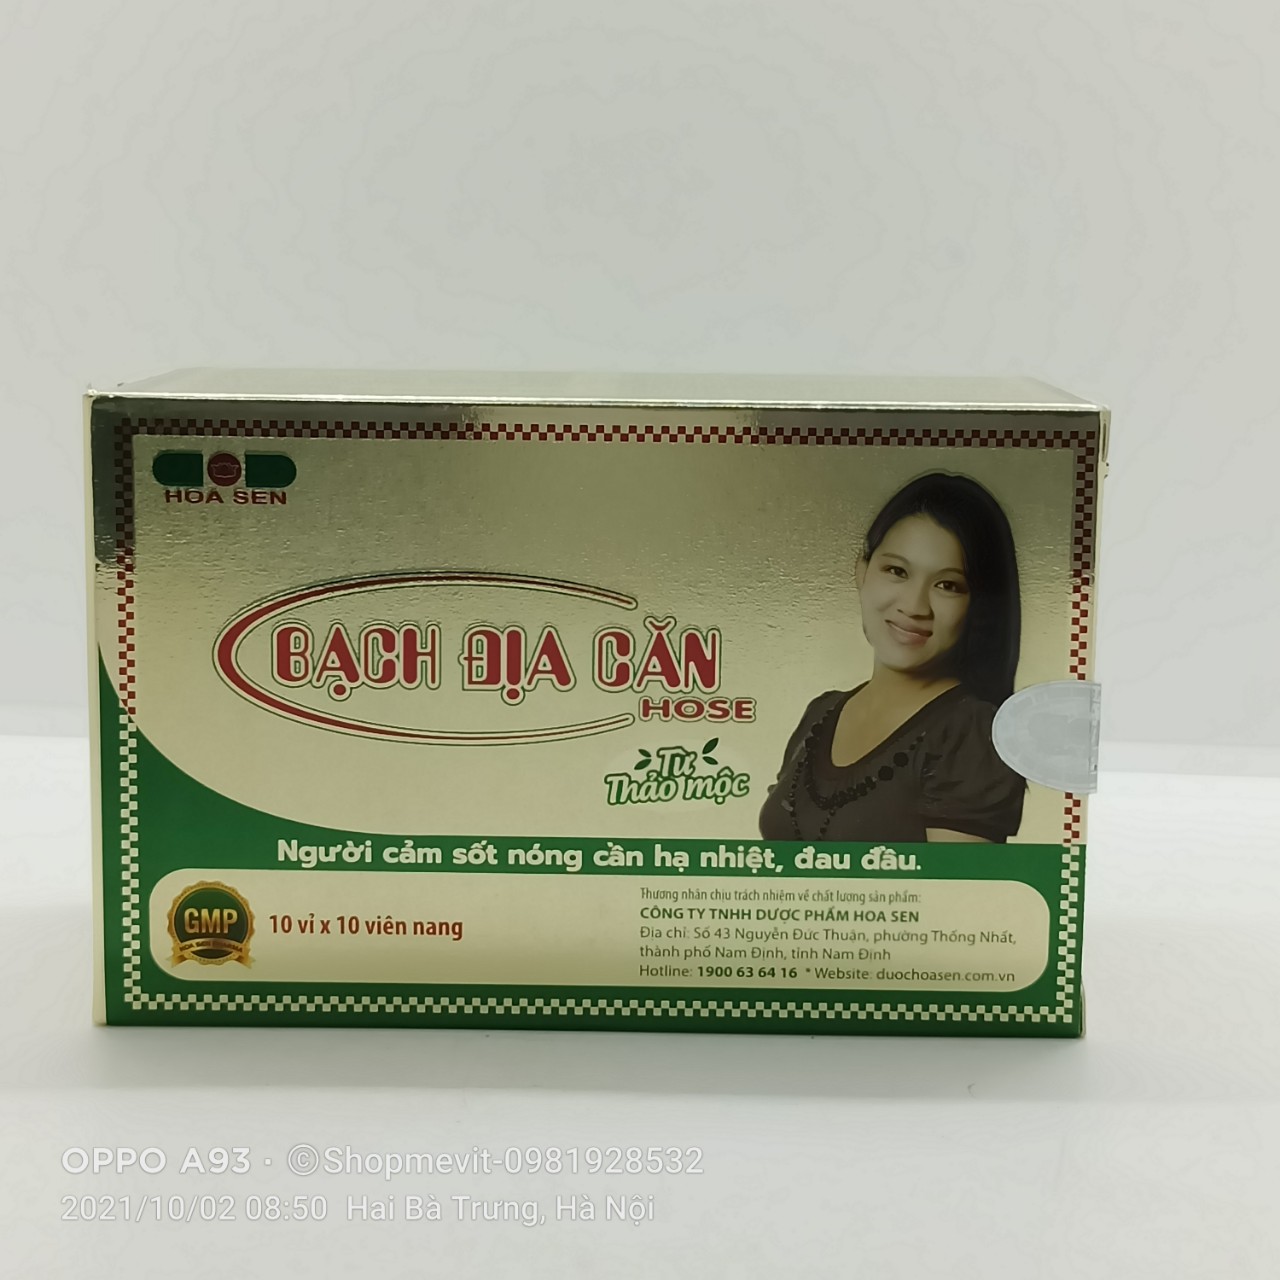 HOA SEN
BẠCH ĐỊA CĂN
HOSE
Từ
Thảo mộc
Người cảm sốt nóng cần hạ nhiệt, đau đầu.
GMP
HOA SEN PHARMA
10 vỉ x 10 viên nang
Thương nhân chịu trách nhiệm về chất lượng sản phẩm:
CÔNG TY TNHH DƯỢC PHẨM HOA SEN
Địa chỉ: Số 43 Nguyễn Đức Thuận, phường Thống Nhất,
thành phố Nam Định, tỉnh Nam Định
Hotline: 1900 63 64 16 * Website: duochoasen.com.vn
OPPO A93 · ©Shopmevit-0981928532
2021/10/02 08:50 Hai Bà Trưng, Hà Nội